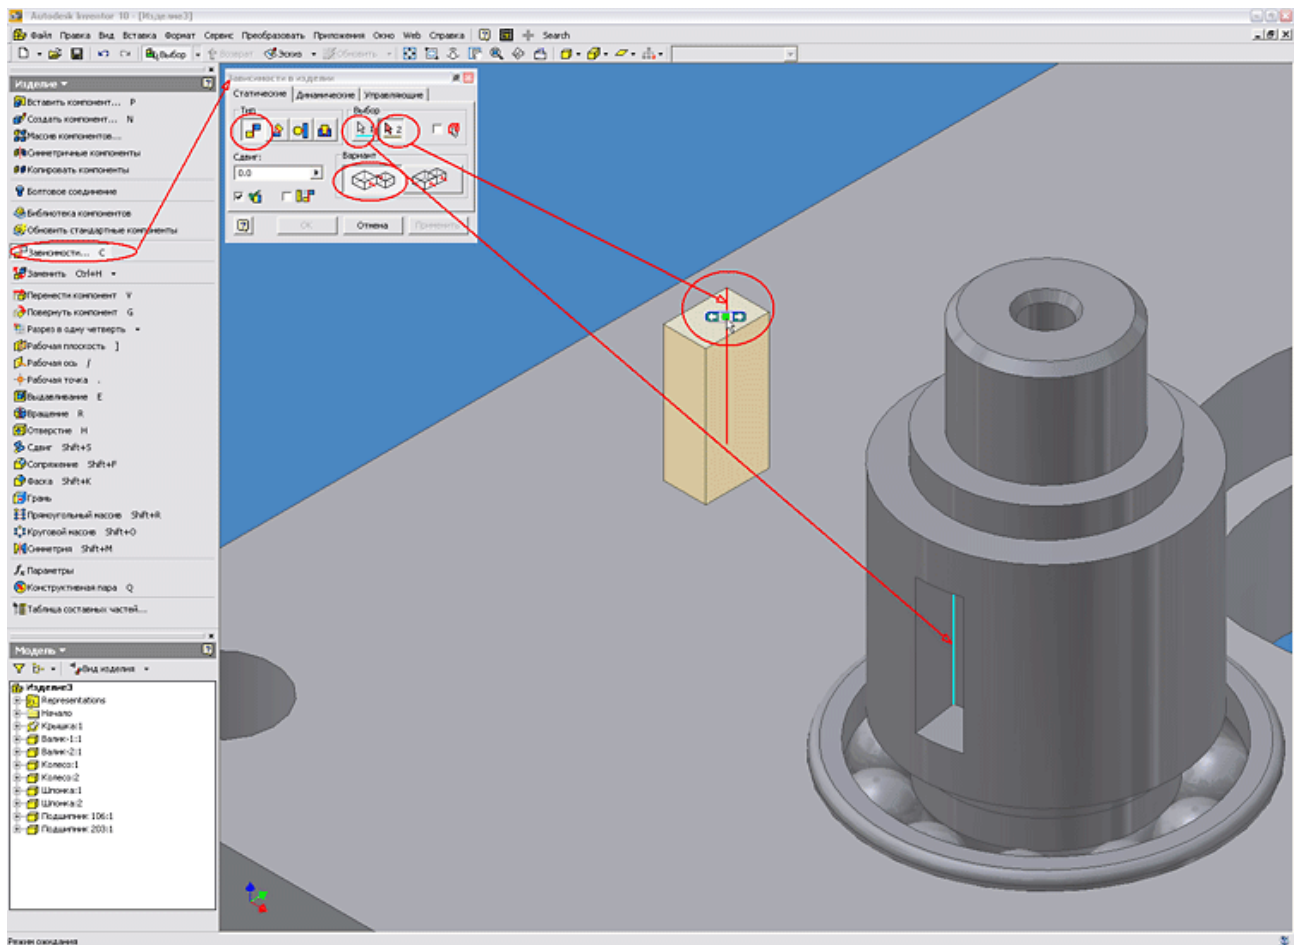 Autodesk Inventor 10 - [Изделие3]
Файл Правка Вид Вставка Формат Сервис Преобразовать Приложения Окно Web Справка Search
Выбор Возврат Эскиз Обновить
Изделие
Вставить компонент... P
Создать компонент... N
Массив компонентов...
Симметричные компоненты
Копировать компоненты
Болтовое соединение
Библиотека компонентов
Обновить стандартные компоненты
Зависимости... C
Заменить Ctrl+H
Перенести компонент V
Повернуть компонент G
Разрез в одну четверть
Рабочая плоскость ]
Рабочая ось /
Рабочая точка .
Выдавливание E
Вращение R
Отверстие H
Сдвиг Shift+S
Сопряжение Shift+F
Фаска Shift+K
Грань
Прямоугольный массив Shift+R
Круговой массив Shift+O
Симметрия Shift+M
Параметры
Конструктивная пара Q
Таблица составных частей...
Зависимости в изделии
Статические Динамические Управляющие
Тип
Выбор
2
Сдвиг:
0.0
Вариант
OK Отмена Применить
Модель
Вид изделия
Изделие3
Representations
Начало
Крышка:1
Валик-1:1
Валик-2:1
Колесо:1
Колесо:2
Шпонка:1
Шпонка:2
Подшипник 106:1
Подшипник 203:1
Режим ожидания